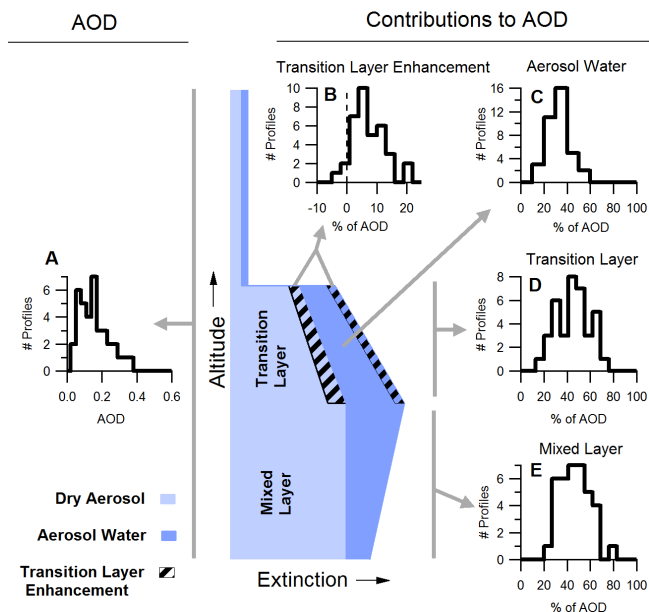 AOD
Contributions to AOD
Transition Layer Enhancement
B
# Profiles
10
8
6
4
2
0
-10 0 10 20
% of AOD
Aerosol Water
C
# Profiles
16
12
8
4
0
0 20 40 60 80 100
% of AOD
A
# Profiles
6
4
2
0
0.0 0.2 0.4 0.6
AOD
Altitude
Transition
Layer
Mixed
Layer
Extinction
Transition Layer
D
# Profiles
8
6
4
2
0
0 20 40 60 80 100
% of AOD
Mixed Layer
E
# Profiles
6
4
2
0
0 20 40 60 80 100
% of AOD
Dry Aerosol
Aerosol Water
Transition Layer
Enhancement